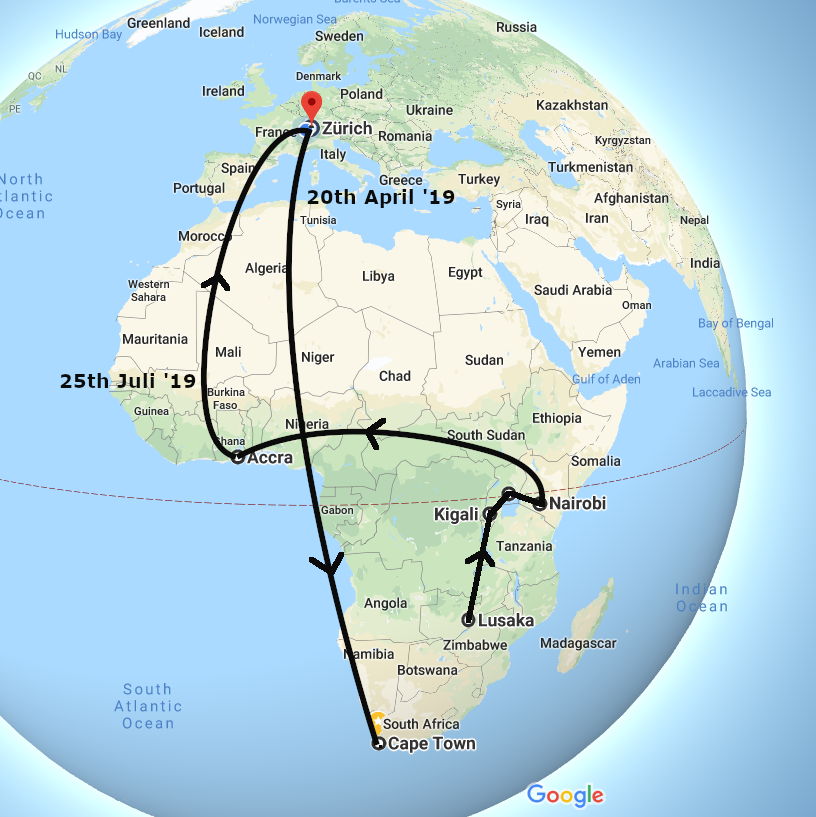 Barents Sea
Greenland
Norwegian Sea
Russia
Hudson Bay
Iceland
Sweden
QC
NL
Denmark
Ireland
Poland
Kazakhstan
PE
Ukraine
Zürich
France
Romania
Kyrgyzstan
Italy
Spain
Turkmenistan
North
Atlantic
Ocean
Portugal
Greece
Turkey
20th April '19
Afghanistan
Syria
Tunisia
Iraq
Iran
Nepal
Morocco
India
Algeria
Libya
Egypt
Western
Sahara
Saudi Arabia
Oman
Mauritania
Bay of Bengal
Mali
Niger
Sudan
Yemen
Arabian Sea
25th Juli '19
Chad
Gulf of Aden
Laccadive Sea
Burkina
Faso
Guinea
Nigeria
Ethiopia
Ghana
South Sudan
Accra
Somalia
Nairobi
Gabon
Kigali
Tanzania
Indian
Ocean
Angola
Lusaka
Zimbabwe
Madagascar
Namibia
Botswana
South
Atlantic
Ocean
South Africa
Cape Town
Google